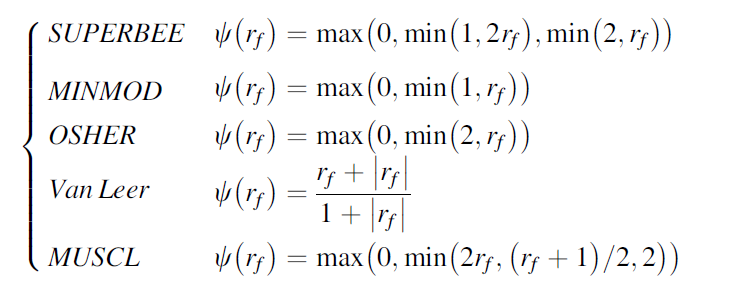 SUPERBEE ψ(r_f) = max(0, min(1, 2r_f), min(2, r_f))
MINMOD ψ(r_f) = max(0, min(1, r_f))
OSHER ψ(r_f) = max(0, min(2, r_f))
Van Leer ψ(r_f) = \frac{r_f + |r_f|}{1 + |r_f|}
MUSCL ψ(r_f) = max(0, min(2r_f, (r_f + 1)/2, 2))